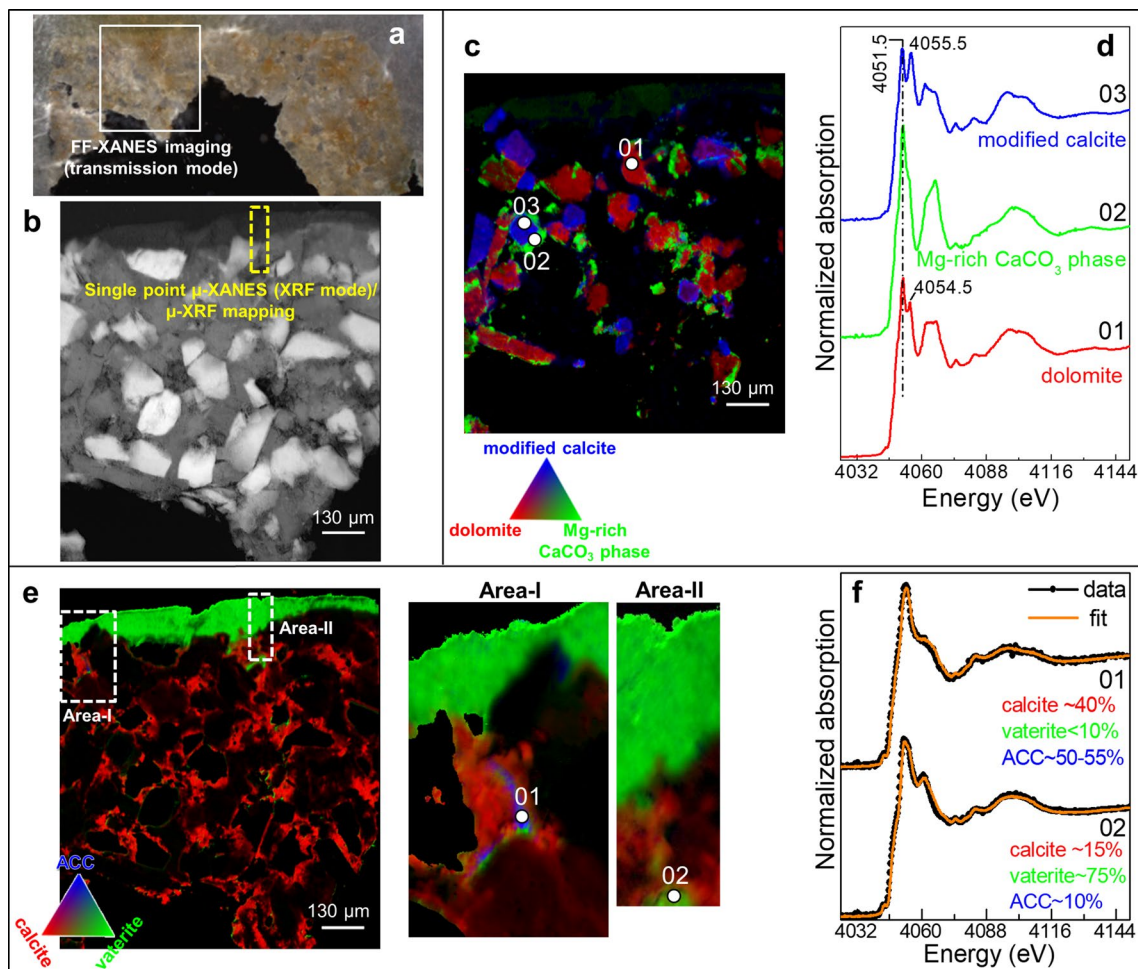 a
FF-XANES imaging
(transmission mode)
b
Single point µ-XANES (XRF mode)/
µ-XRF mapping
130 µm
c
01
03
02
130 µm
modified calcite
dolomite
Mg-rich
CaCO₃ phase
d
4051.5
4055.5
03
modified calcite
02
Mg-rich CaCO₃ phase
4054.5
01
dolomite
Normalized absorption
4032 4060 4088 4116 4144
Energy (eV)
e
Area-I
Area-II
ACC
calcite
vaterite
130 µm
Area-I
01
Area-II
02
f
data
fit
01
calcite ~40%
vaterite<10%
ACC~50-55%
02
calcite ~15%
vaterite~75%
ACC~10%
Normalized absorption
4032 4060 4088 4116 4144
Energy (eV)